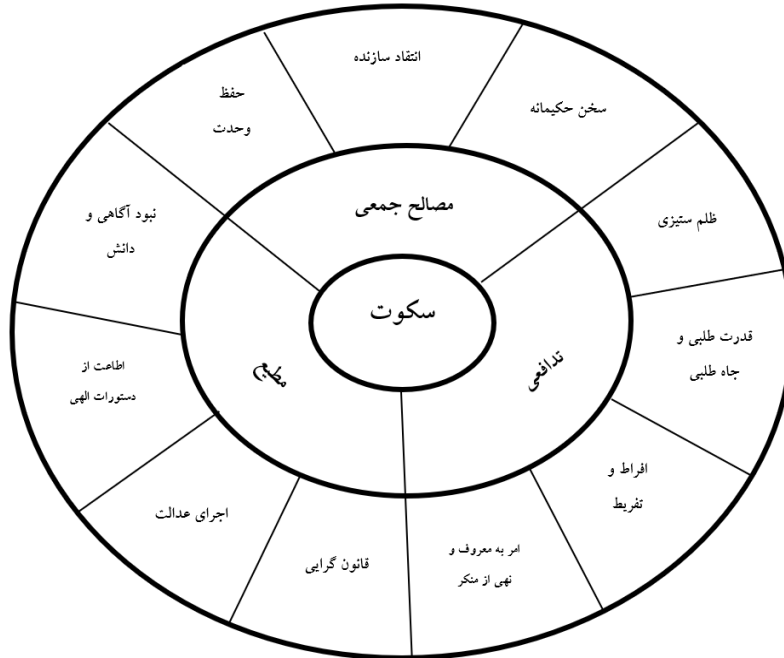 سکوت
مصالح جمعی
تدافعی
مطیع
انتقاد سازنده
سخن حکیمانه
ظلم ستیزی
قدرت طلبی و
جاه طلبی
افراط و
تفریط
امر به معروف و
نهی از منکر
قانون گرایی
اجرای عدالت
اطاعت از
دستورات الهی
نبود آگاهی و
دانش
حفظ
وحدت